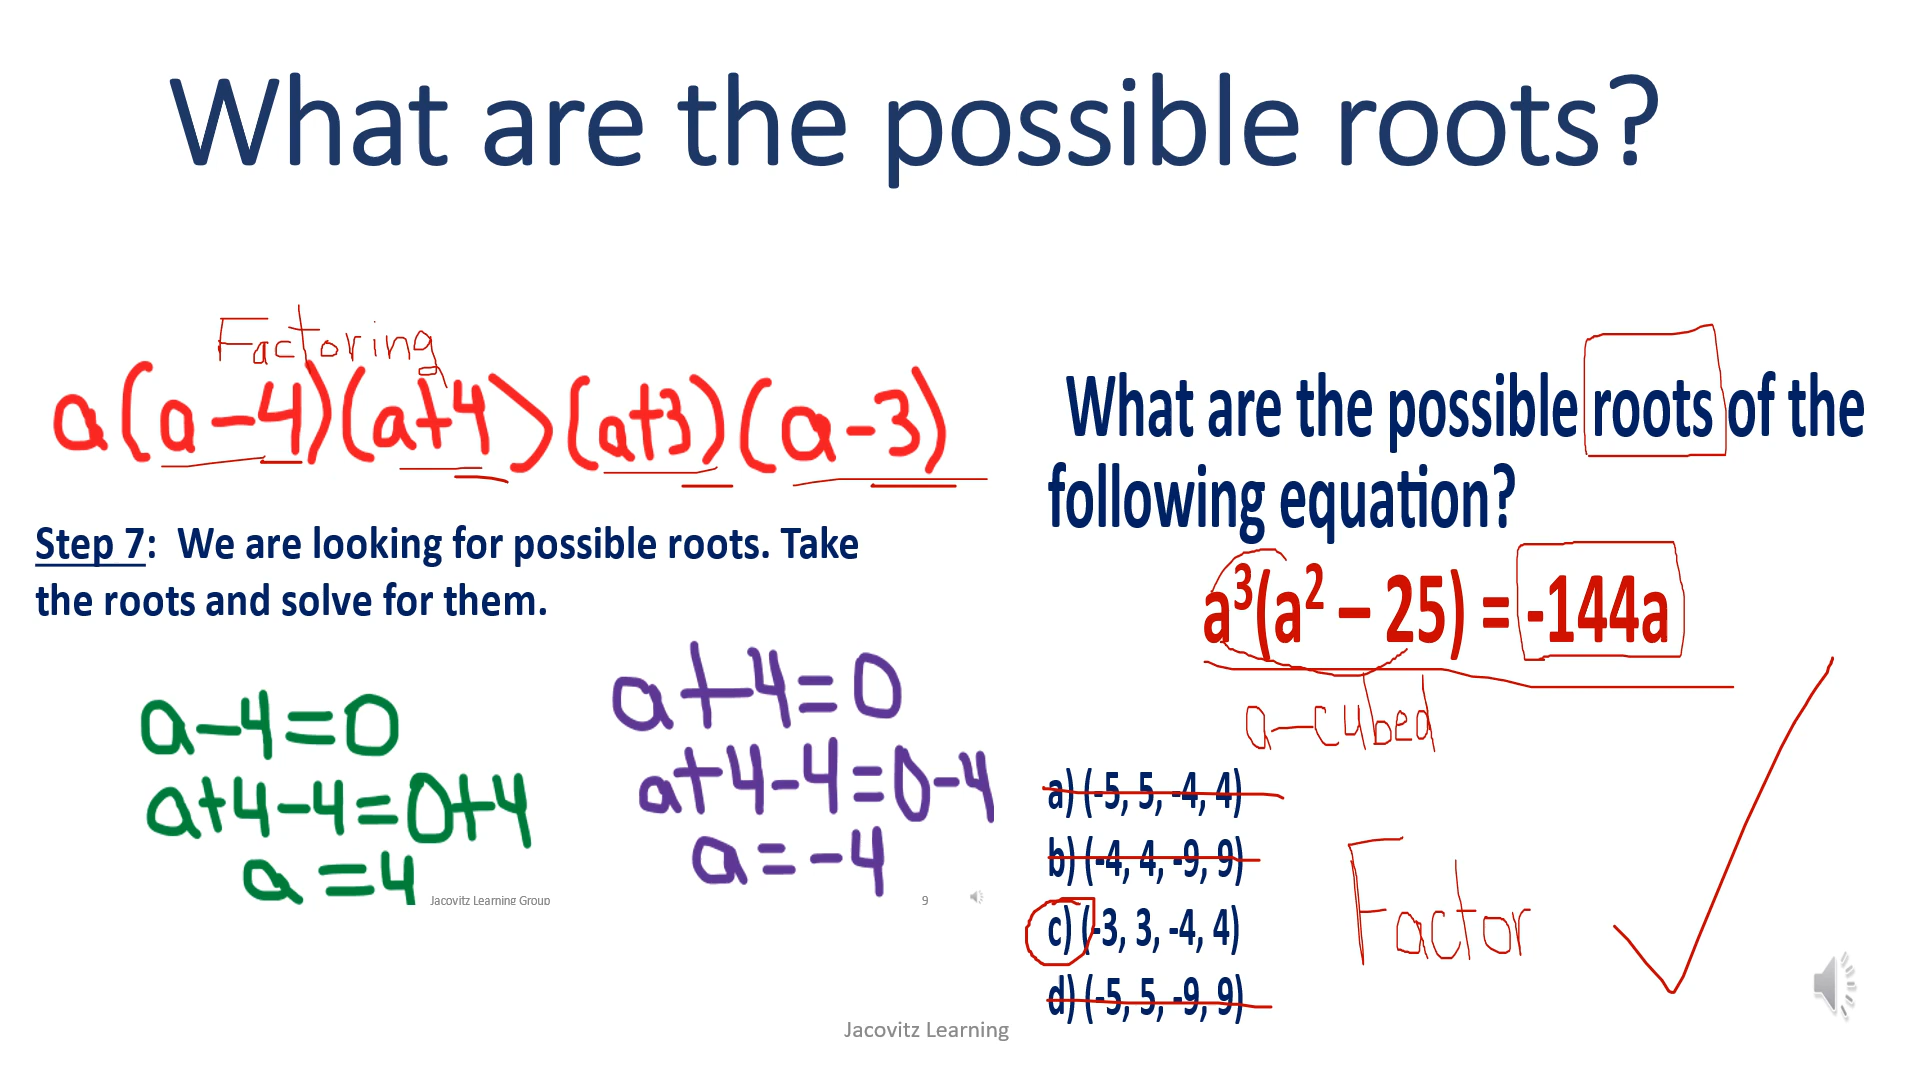 What are the possible roots?
Factoring
a(a-4)(a+4)(a+3)(a-3)
Step 7: We are looking for possible roots. Take
the roots and solve for them.
a-4=0
a+4-4=0+4
a=4
a+4=0
a+4-4=0-4
a=-4
Jacovitz Learning Group
9
What are the possible roots of the
following equation?
a³(a² – 25) = -144a
a-cubed
a) (-5, 5, -4, 4)
b) (-4, 4, -9, 9)
c) (-3, 3, -4, 4)
d) (-5, 5, -9, 9)
Factor
Jacovitz Learning